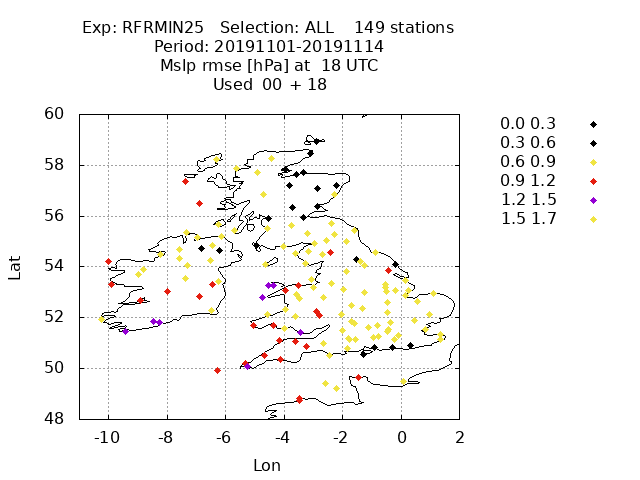 Exp: RFRMIN25 Selection: ALL 149 stations
Period: 20191101-20191114
Mslp rmse [hPa] at 18 UTC
Used 00 + 18
60
58
56
54
52
50
48
Lat
-10 -8 -6 -4 -2 0 2
Lon
0.0 0.3
0.3 0.6
0.6 0.9
0.9 1.2
1.2 1.5
1.5 1.7